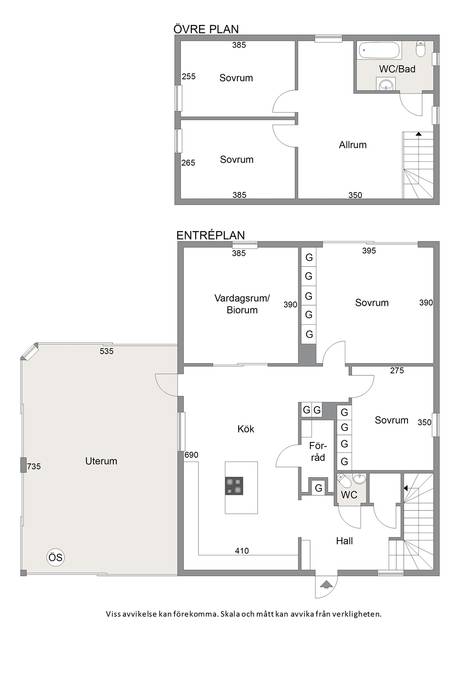 ÖVRE PLAN
385
255
Sovrum
WC/Bad
265
Sovrum
Allrum
385
350
ENTRÉPLAN
385
395
G
G
Vardagsrum/
Biorum
390
G
Sovrum
390
G
G
535
275
G G
G
Sovrum
350
Kök
G
För-
råd
G
690
G
Uterum
735
G
WC
Hall
410
ÖS
Viss avvikelse kan förekomma. Skala och mått kan avvika från verkligheten.